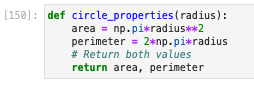 [150]: def circle_properties(radius):
    area = np.pi*radius**2
    perimeter = 2*np.pi*radius
    # Return both values
    return area, perimeter